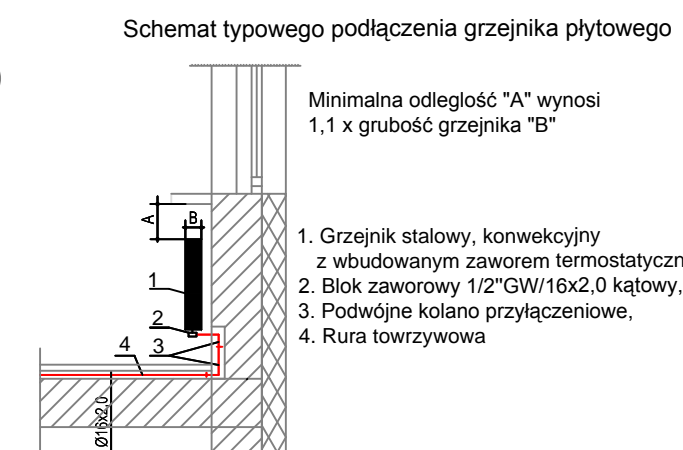 Schemat typowego podłączenia grzejnika płytowego
Minimalna odległość "A" wynosi
1,1 x grubość grzejnika "B"
A
B
1. Grzejnik stalowy, konwekcyjny
z wbudowanym zaworem termostatyczn
2. Blok zaworowy 1/2"GW/16x2,0 kątowy,
3. Podwójne kolano przyłączeniowe,
4. Rura towrzywowa
1
2
4 3
Ø16x2,0